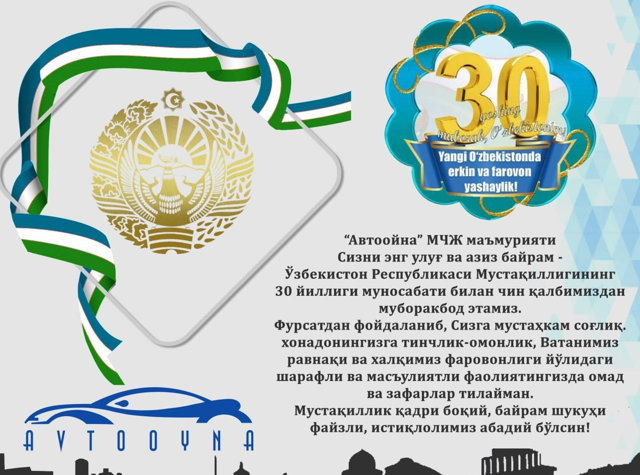 30
yoshing
muborak, O'zbekiston!
Yangi O'zbekistonda
erkin va farovon
yashaylik!
“Автоойна” МЧЖ маъмурияти
Сизни энг улуғ ва азиз байрам -
Ўзбекистон Республикаси Мустақиллигининг
30 йиллиги муносабати билан чин қалбимиздан
муборакбод этамиз.
Фурсатдан фойдаланиб, Сизга мустаҳкам соғлиқ.
хонадонингизга тинчлик-омонлик, Ватанимиз
равнақи ва халқимиз фаровонлиги йўлидаги
шарафли ва масъулиятли фаолиятингизда омад
ва зафарлар тилайман.
Мустақиллик қадри боқий, байрам шукуҳи
файзли, истиқлолимиз абадий бўлсин!
AVTOOYNA